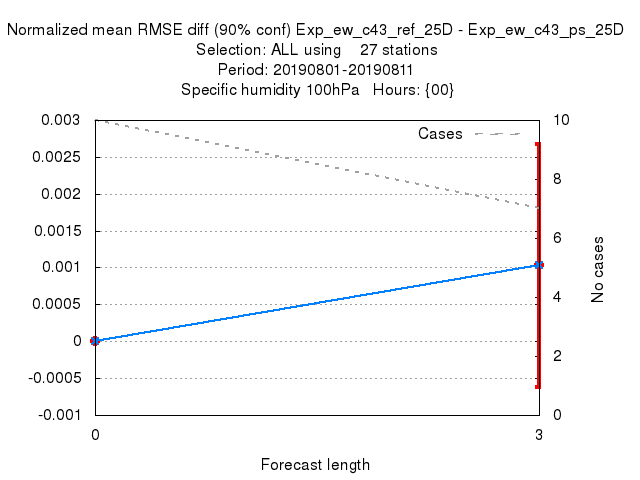 Normalized mean RMSE diff (90% conf) Exp_ew_c43_ref_25D - Exp_ew_c43_ps_25D
Selection: ALL using 27 stations
Period: 20190801-20190811
Specific humidity 100hPa Hours: {00}
Cases
0.003
0.0025
0.002
0.0015
0.001
0.0005
0
-0.0005
-0.001
10
8
6
4
2
0
No cases
0
3
Forecast length